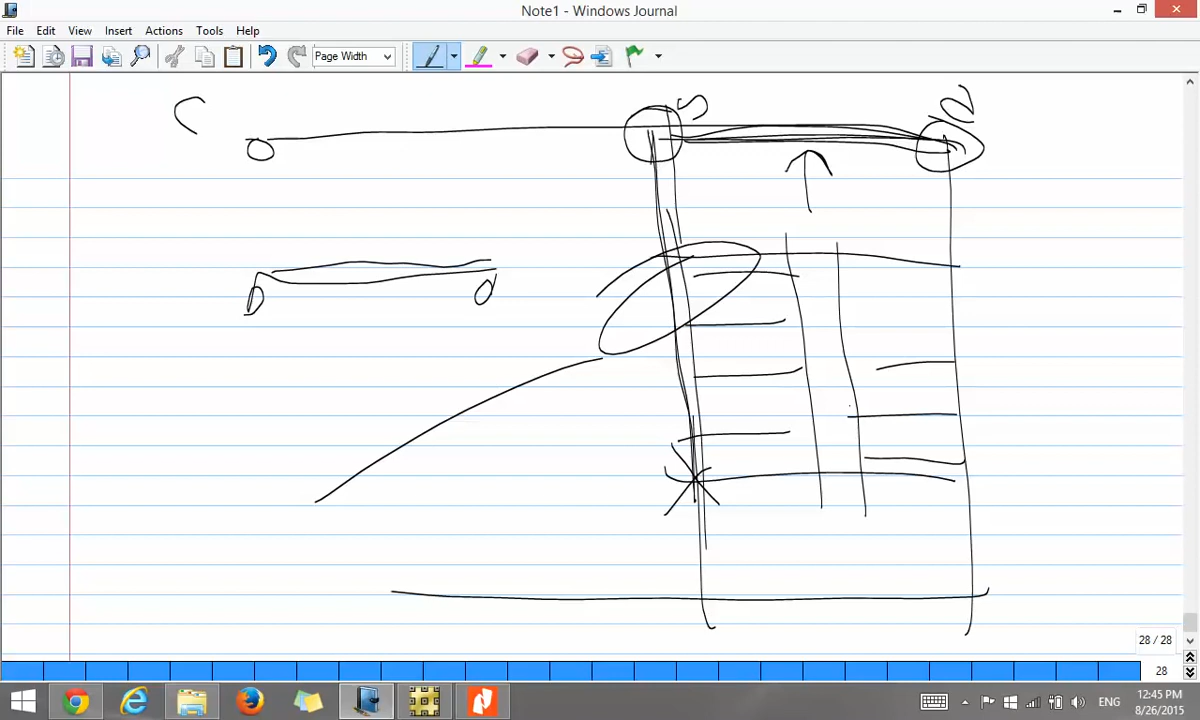 Note1 - Windows Journal
File Edit View Insert Actions Tools Help
Page Width
C S N
D O
28 / 28
28
ENG 12:45 PM
8/26/2015